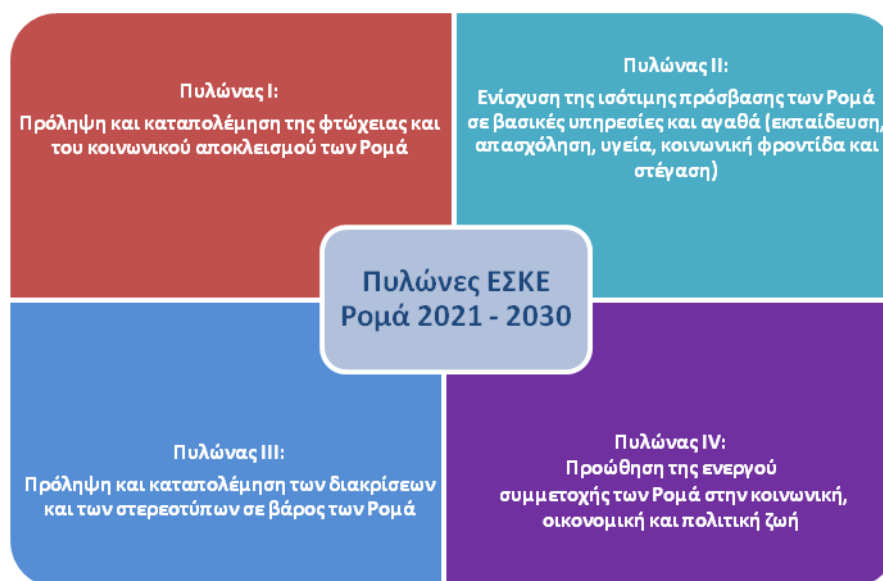 Πυλώνας Ι:
Πρόληψη και καταπολέμηση της φτώχειας και
του κοινωνικού αποκλεισμού των Ρομά
Πυλώνας ΙΙ:
Ενίσχυση της ισότιμης πρόσβασης των Ρομά
σε βασικές υπηρεσίες και αγαθά (εκπαίδευση,
απασχόληση, υγεία, κοινωνική φροντίδα και
στέγαση)
Πυλώνες ΕΣΚΕ
Ρομά 2021 - 2030
Πυλώνας ΙΙΙ:
Πρόληψη και καταπολέμηση των διακρίσεων
και των στερεοτύπων σε βάρος των Ρομά
Πυλώνας IV:
Προώθηση της ενεργού
συμμετοχής των Ρομά στην κοινωνική,
οικονομική και πολιτική ζωή